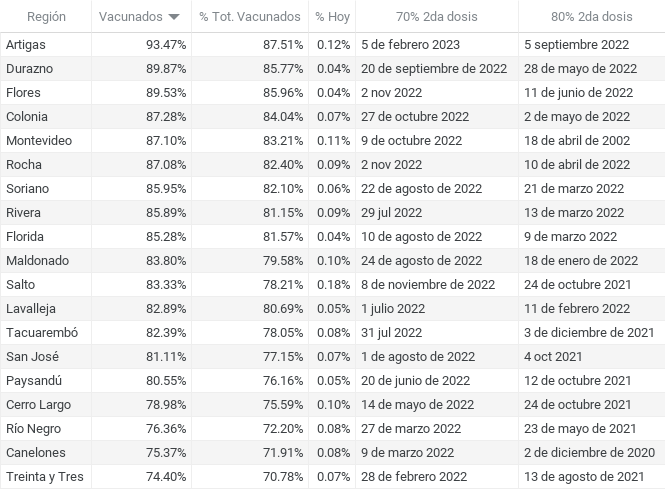 Región Vacunados % Tot. Vacunados % Hoy 70% 2da dosis 80% 2da dosis
Artigas 93.47% 87.51% 0.12% 5 de febrero 2023 5 septiembre 2022
Durazno 89.87% 85.77% 0.04% 20 de septiembre de 2022 28 de mayo de 2022
Flores 89.53% 85.96% 0.04% 2 nov 2022 11 de junio de 2022
Colonia 87.28% 84.04% 0.07% 27 de octubre 2022 2 de mayo de 2022
Montevideo 87.10% 83.21% 0.11% 9 de octubre 2022 18 de abril de 2002
Rocha 87.08% 82.40% 0.09% 2 nov 2022 10 de abril de 2022
Soriano 85.95% 82.10% 0.06% 22 de agosto de 2022 21 de marzo 2022
Rivera 85.89% 81.15% 0.09% 29 jul 2022 13 de marzo 2022
Florida 85.28% 81.57% 0.04% 10 de agosto de 2022 9 de marzo 2022
Maldonado 83.80% 79.58% 0.10% 24 de agosto 2022 18 de enero de 2022
Salto 83.33% 78.21% 0.18% 8 de noviembre de 2022 24 de octubre 2021
Lavalleja 82.89% 80.69% 0.05% 1 julio 2022 11 de febrero 2022
Tacuarembó 82.39% 78.05% 0.08% 31 jul 2022 3 de diciembre de 2021
San José 81.11% 77.15% 0.07% 1 de agosto de 2022 4 oct 2021
Paysandú 80.55% 76.16% 0.05% 20 de junio de 2022 12 de octubre 2021
Cerro Largo 78.98% 75.59% 0.10% 14 de mayo de 2022 24 de octubre 2021
Río Negro 76.36% 72.20% 0.08% 27 de marzo 2022 23 de mayo de 2021
Canelones 75.37% 71.91% 0.08% 9 de marzo 2022 2 de diciembre de 2020
Treinta y Tres 74.40% 70.78% 0.07% 28 de febrero 2022 13 de agosto de 2021